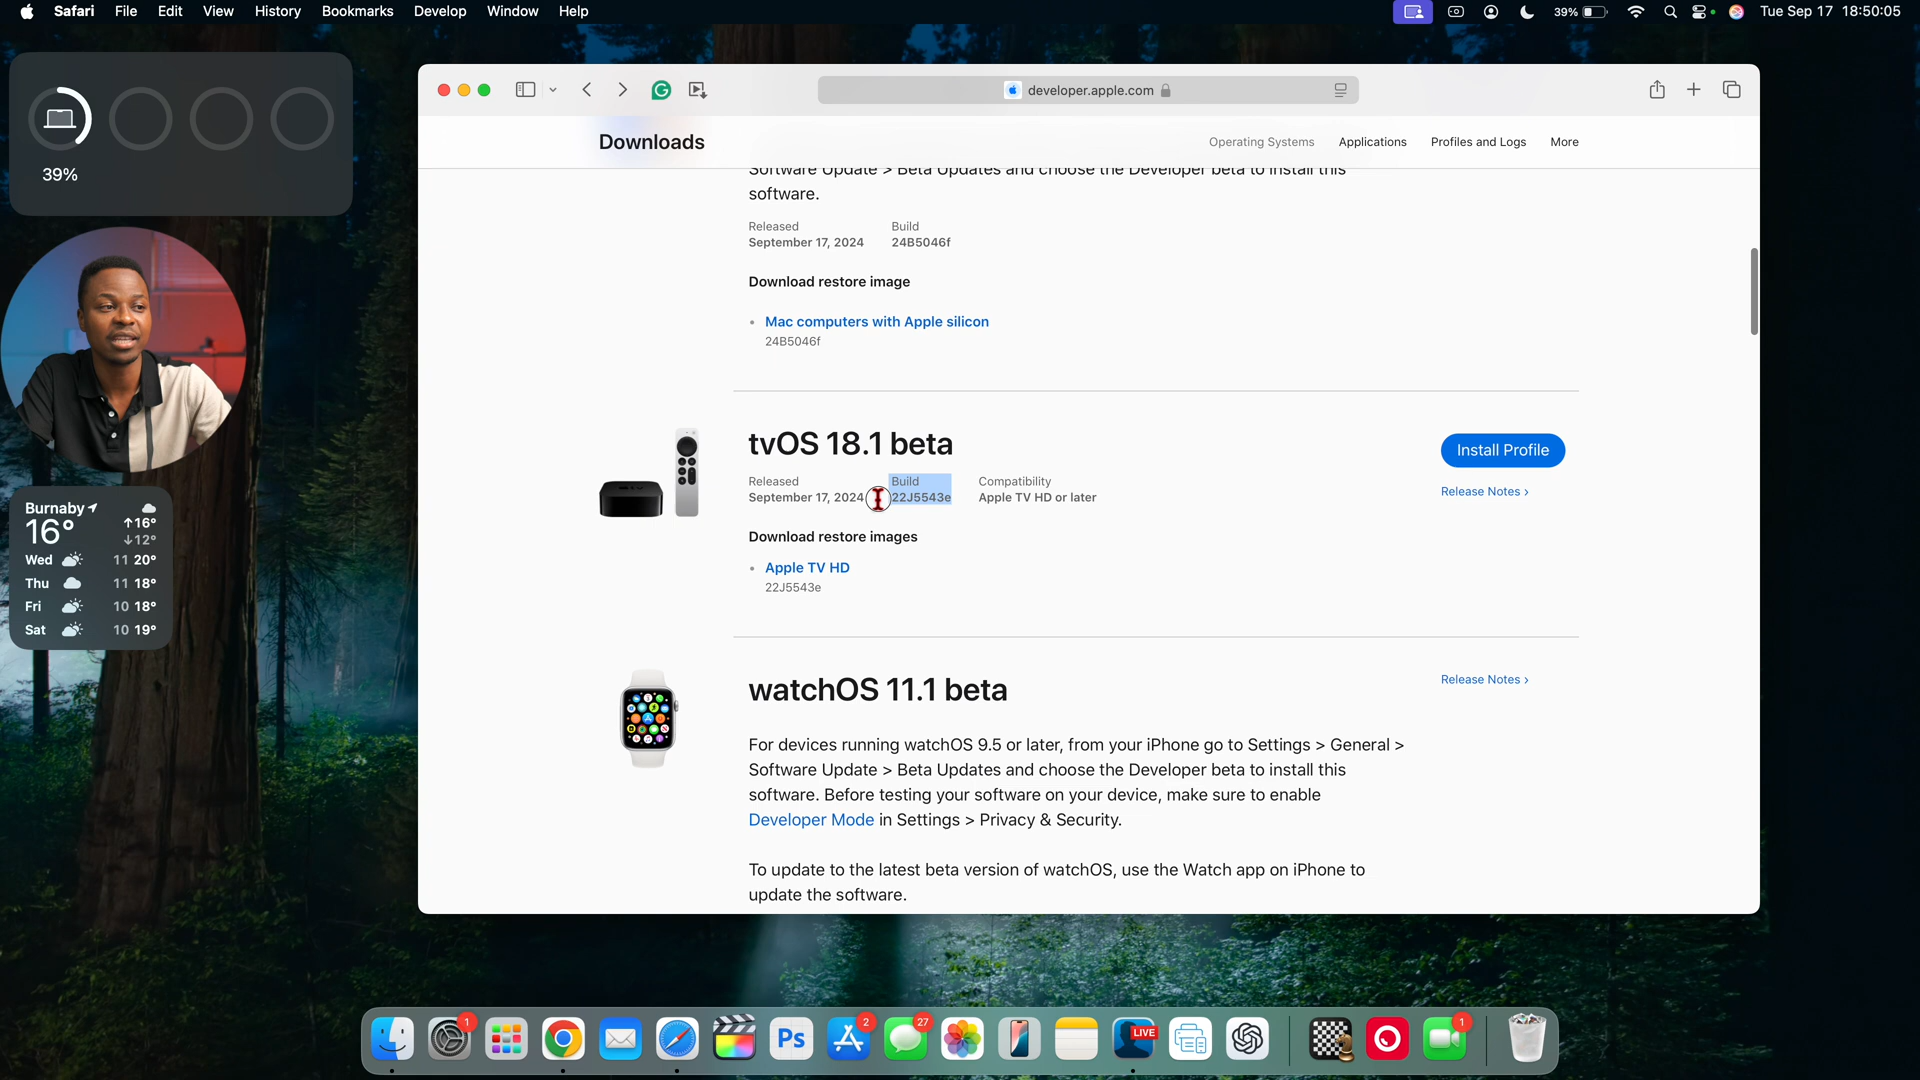 Safari File Edit View History Bookmarks Develop Window Help
39%
Tue Sep 17 18:50:05
39%
Burnaby
16°
↑16°
↓12°
Wed 11 20°
Thu 11 18°
Fri 10 18°
Sat 10 19°
developer.apple.com
Downloads
Operating Systems Applications Profiles and Logs More
Software Update > Beta Updates and choose the Developer beta to install this
software.
Released Build
September 17, 2024 24B5046f
Download restore image
• Mac computers with Apple silicon
24B5046f
tvOS 18.1 beta
Install Profile
Released Build Compatibility
September 17, 2024 22J5543e Apple TV HD or later
Release Notes >
Download restore images
• Apple TV HD
22J5543e
watchOS 11.1 beta
Release Notes >
For devices running watchOS 9.5 or later, from your iPhone go to Settings > General >
Software Update > Beta Updates and choose the Developer beta to install this
software. Before testing your software on your device, make sure to enable
Developer Mode in Settings > Privacy & Security.
To update to the latest beta version of watchOS, use the Watch app on iPhone to
update the software.
1
Ps
2
27
LIVE
1